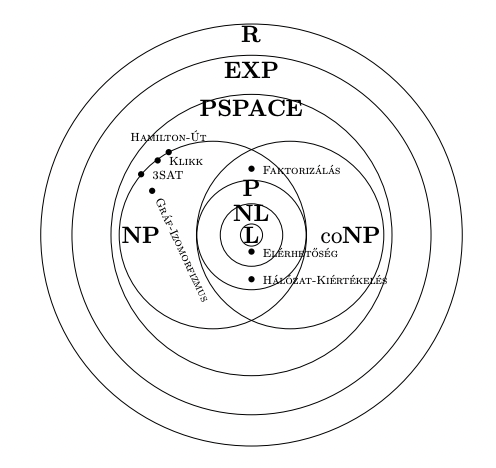 R
EXP
PSPACE
Hamilton-Út
Klikk
Faktorizálás
3SAT
P
NL
NP
L
coNP
Elérhetőség
Gráf-Izomorfizmus
Hálózat-Kiértékelés